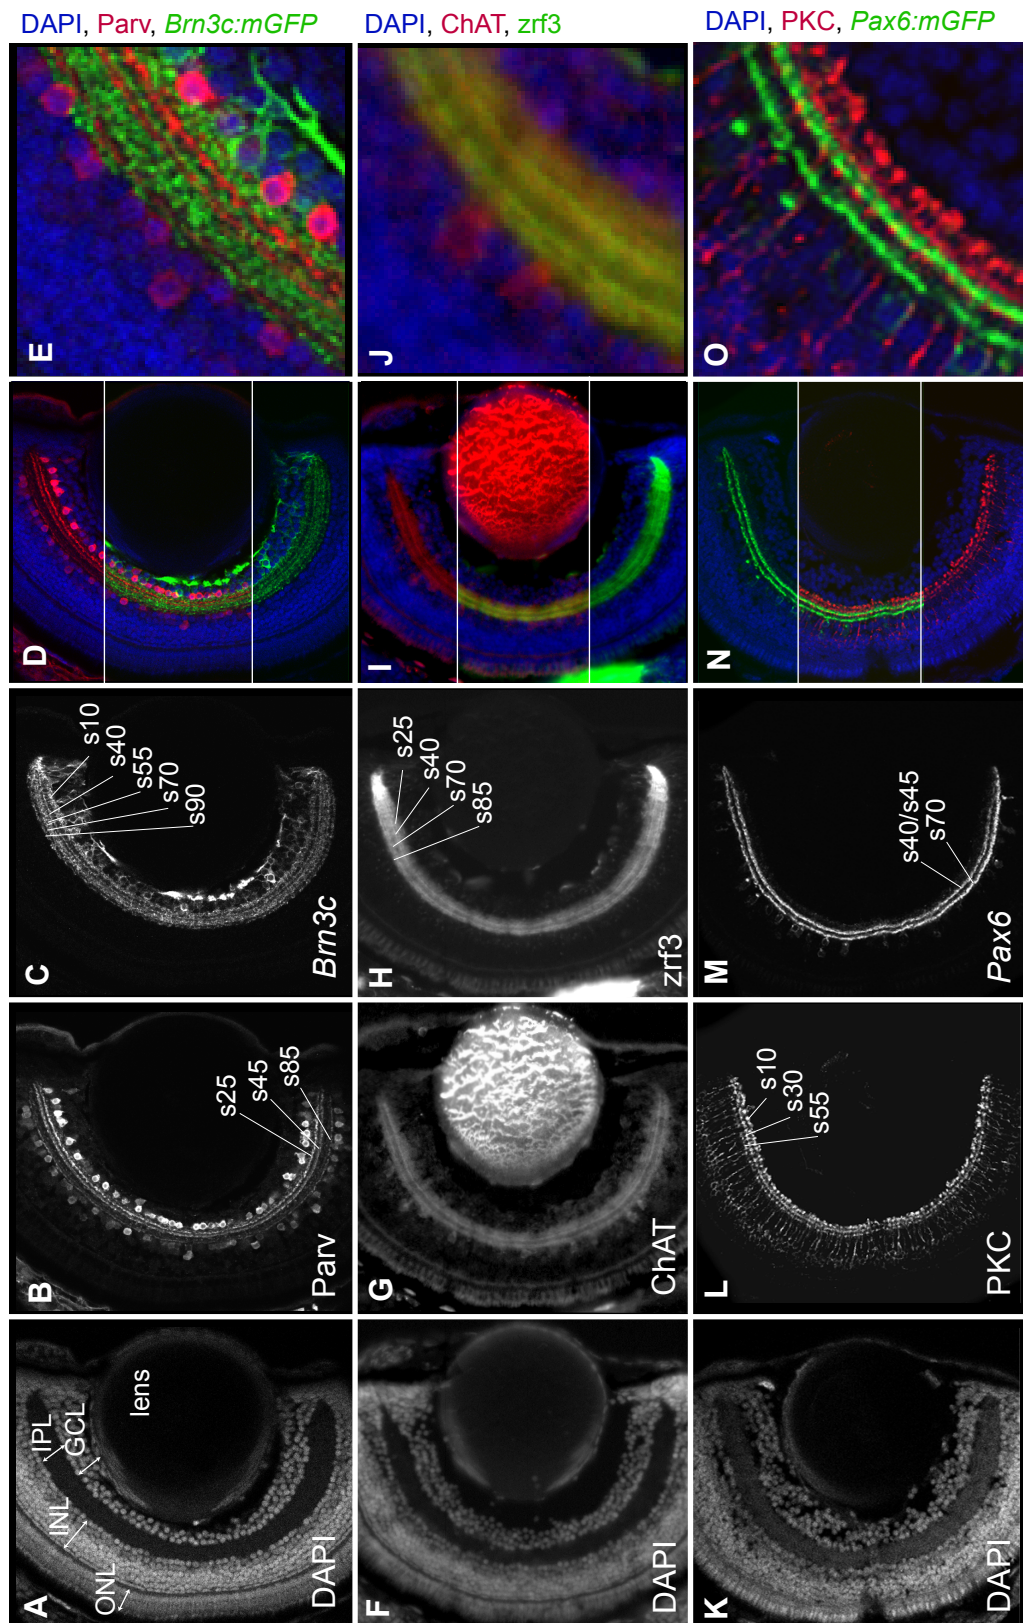 DAPI, Parv, Brn3c:mGFP
DAPI, ChAT, zrf3
DAPI, PKC, Pax6:mGFP
E
J
O
D
I
N
C
s10
s40
s55
s70
s90
Brn3c
H
s25
s40
s70
s85
zrf3
M
s40/s45
s70
Pax6
B
s25
s45
s85
Parv
G
ChAT
L
s10
s30
s55
PKC
A
ONL
INL
IPL
GCL
lens
DAPI
F
DAPI
K
DAPI